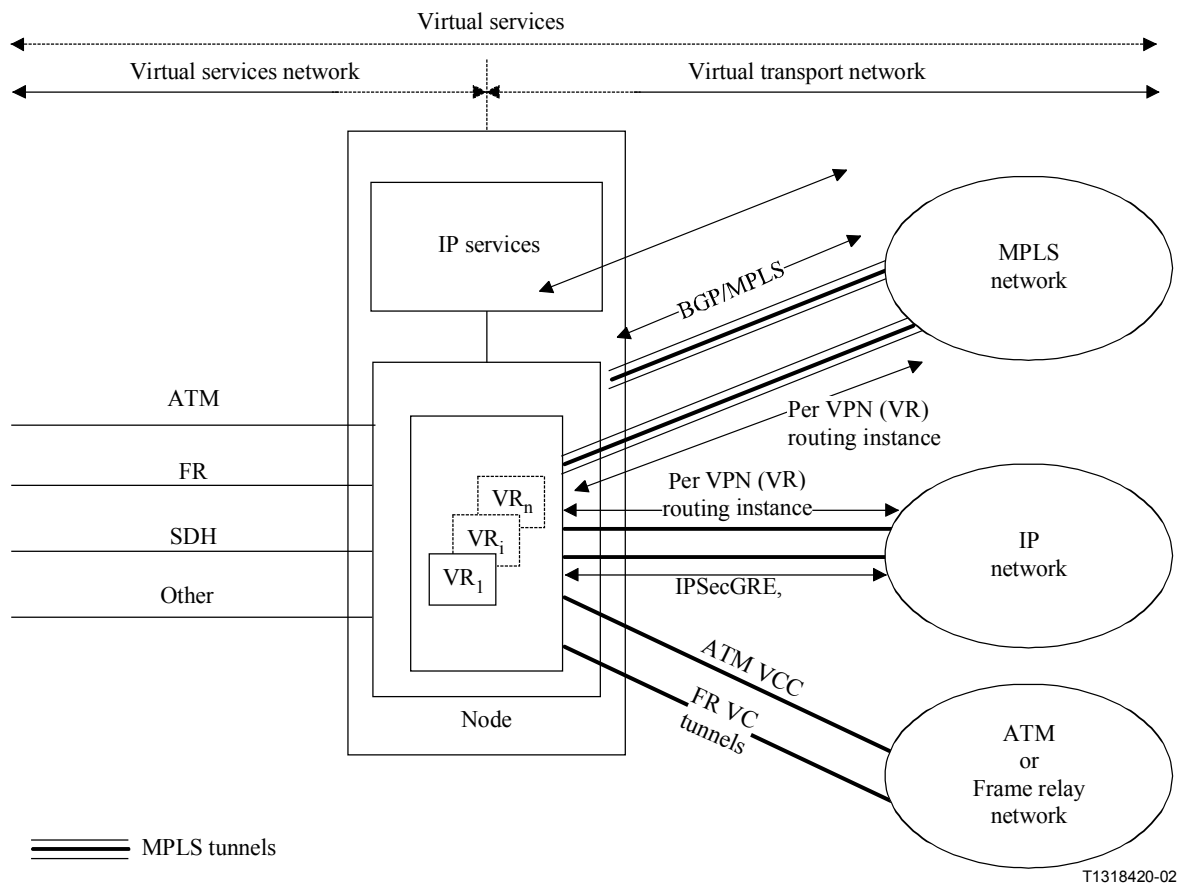 Virtual services
Virtual services network
Virtual transport network
IP services
MPLS
network
BGP/MPLS
ATM
Per VPN (VR)
routing instance
FR
Per VPN (VR)
routing instance
VRn
SDH
VRi
IP
network
VR1
IPSecGRE,
Other
ATM VCC
FR VC
tunnels
Node
ATM
or
Frame relay
network
MPLS tunnels
T1318420-02